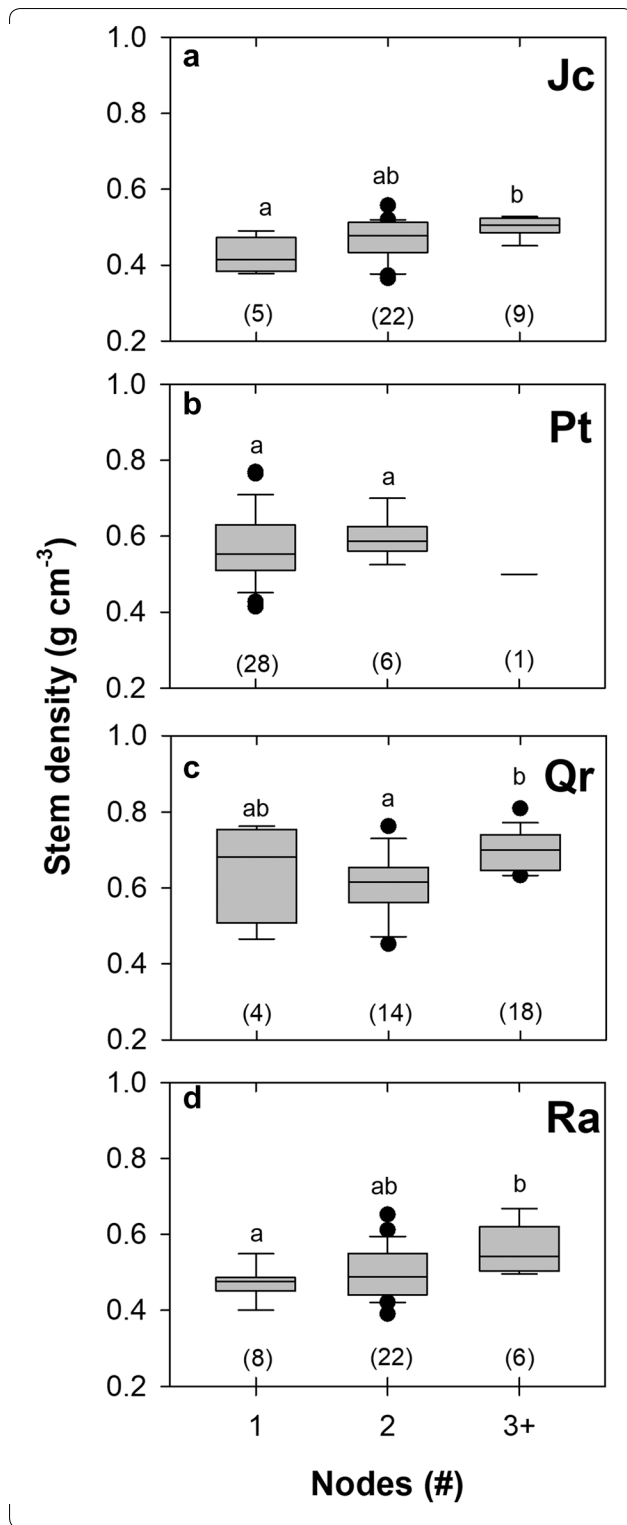 a
Jc
1.0
0.8
0.6
0.4
0.2
a
ab
b
(5)
(22)
(9)
b
Pt
1.0
0.8
0.6
0.4
0.2
a
a
(28)
(6)
(1)
c
Qr
1.0
0.8
0.6
0.4
0.2
ab
a
b
(4)
(14)
(18)
d
Ra
1.0
0.8
0.6
0.4
0.2
a
ab
b
(8)
(22)
(6)
1
2
3+
Nodes (#)
Stem density (g cm⁻³)